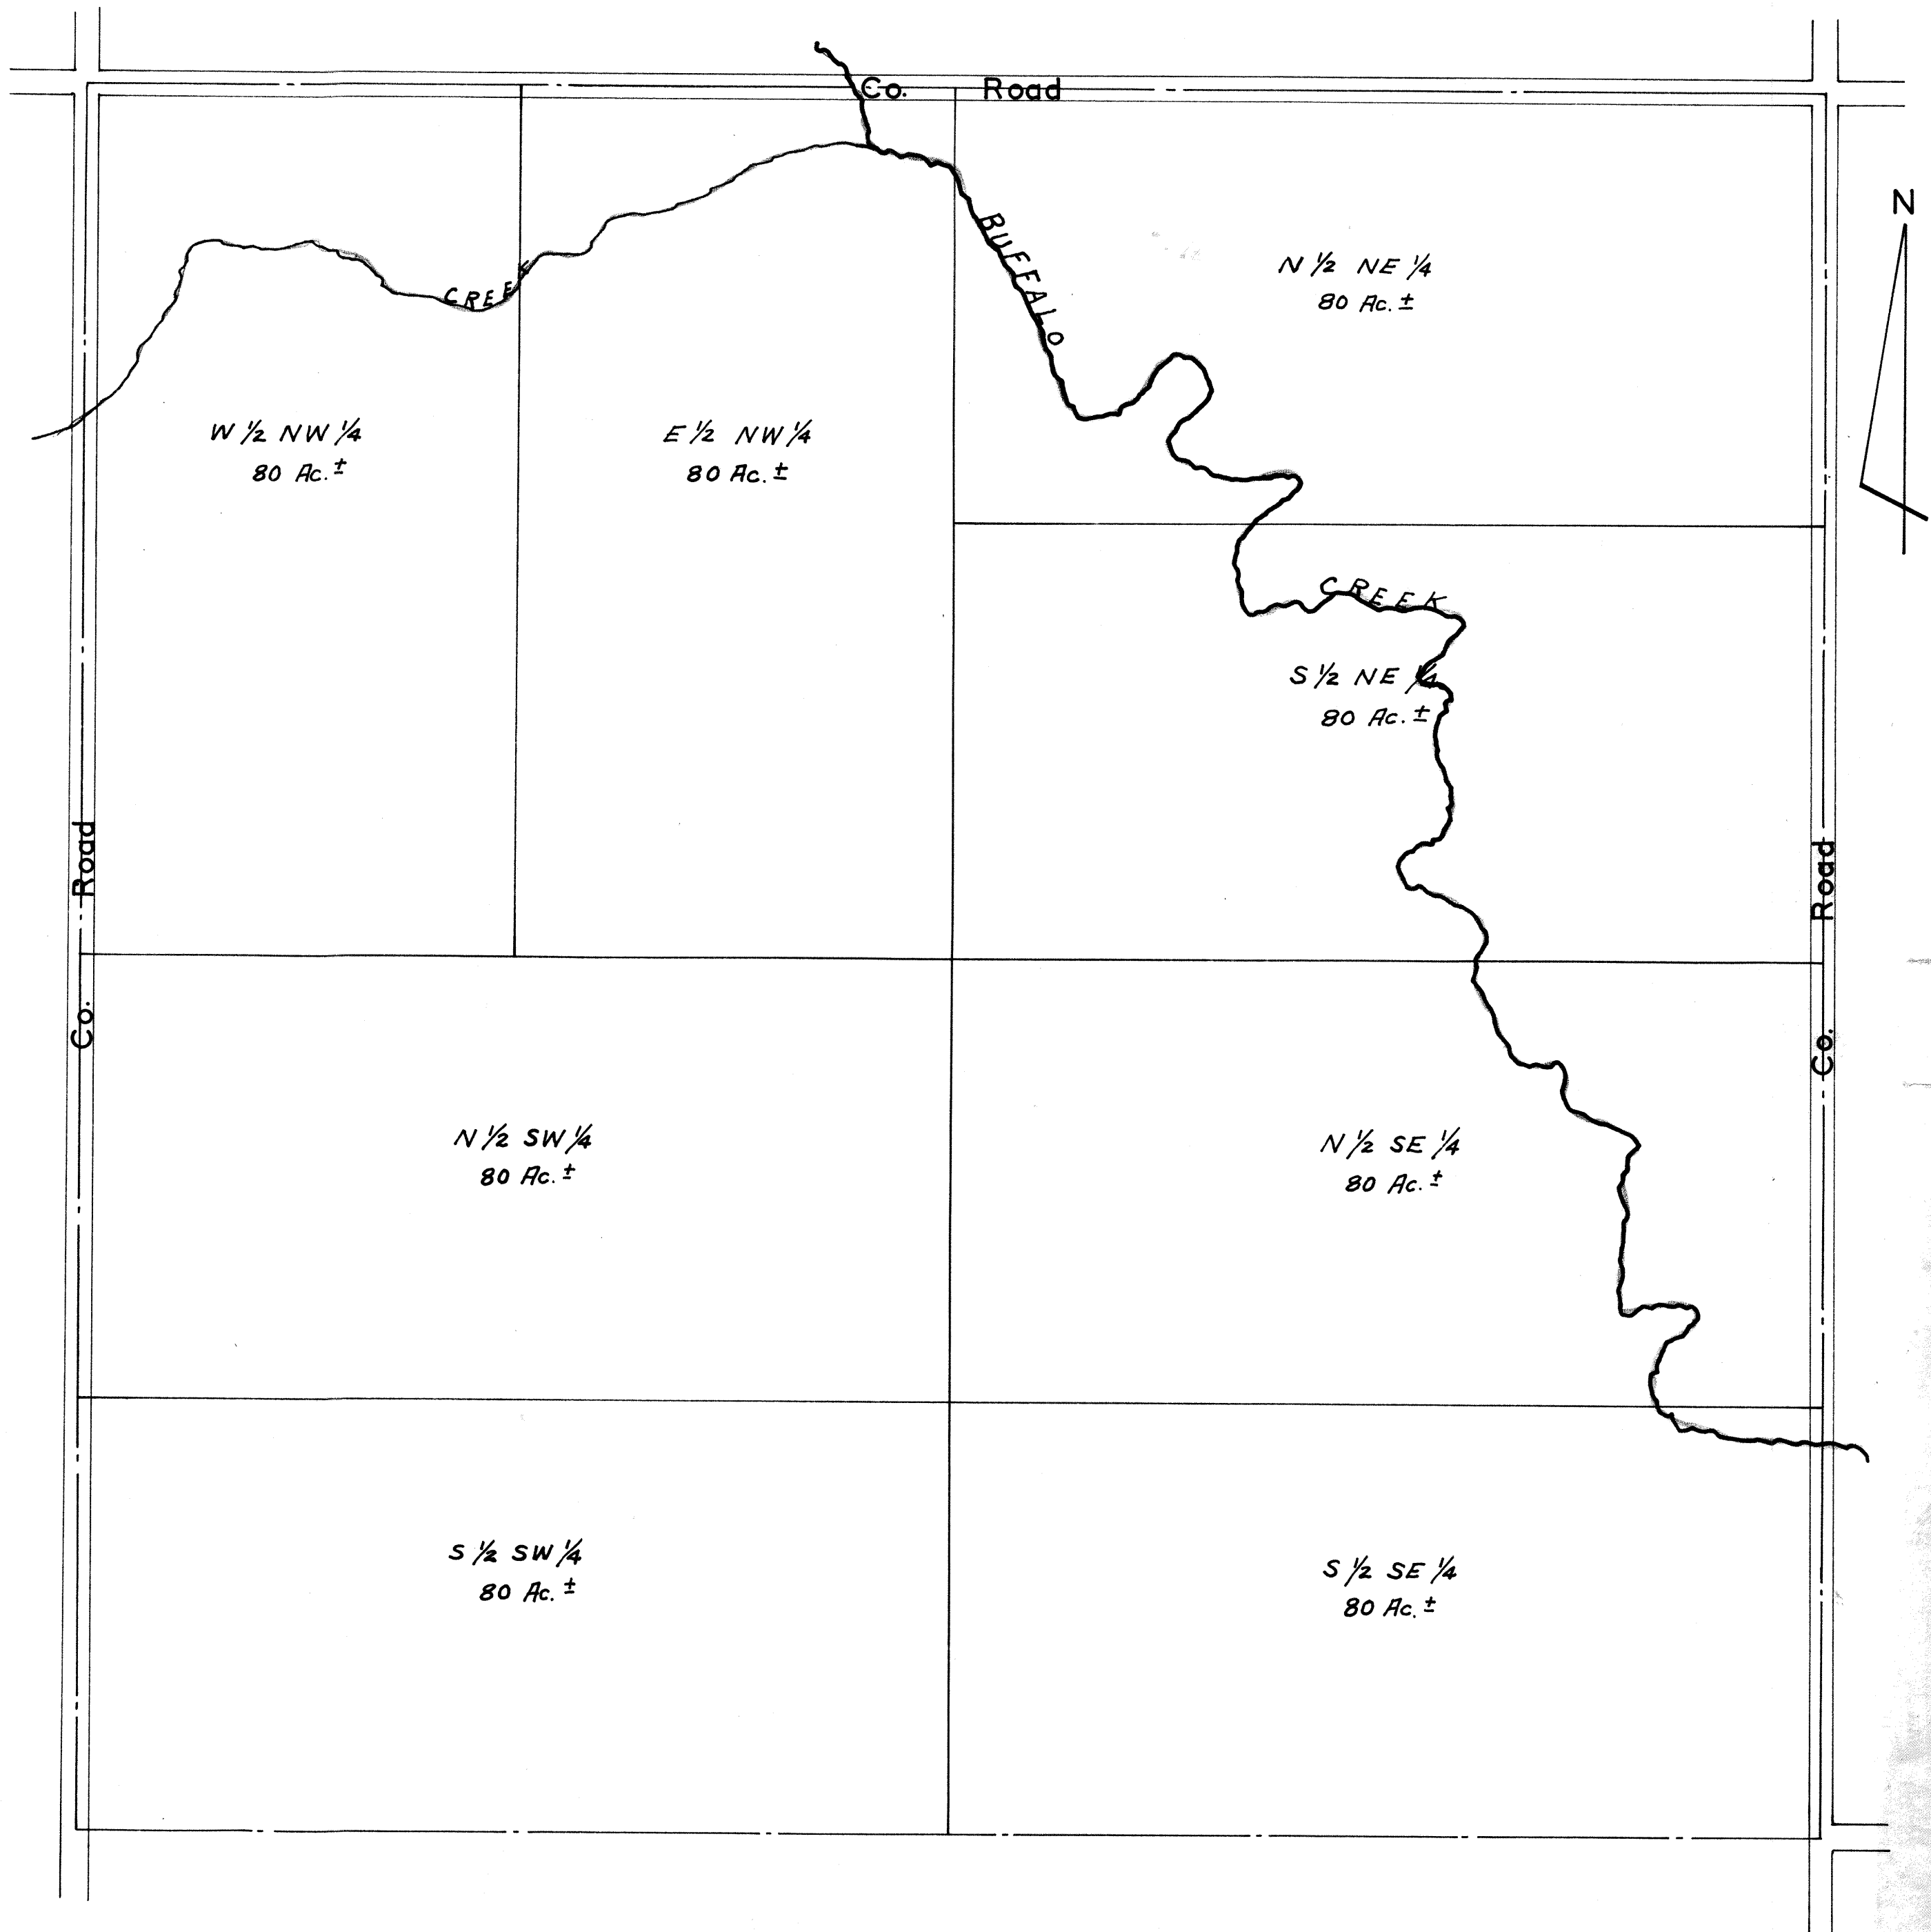 Co. Road
N
BUFFALO
N ½ NE ¼
80 Ac. ±
CREEK
W ½ NW ¼
80 Ac. ±
E ½ NW ¼
80 Ac. ±
CREEK
S ½ NE ¼
80 Ac. ±
Co. Road
Co. Road
N ½ SW ¼
80 Ac. ±
N ½ SE ¼
80 Ac. ±
S ½ SW ¼
80 Ac. ±
S ½ SE ¼
80 Ac. ±